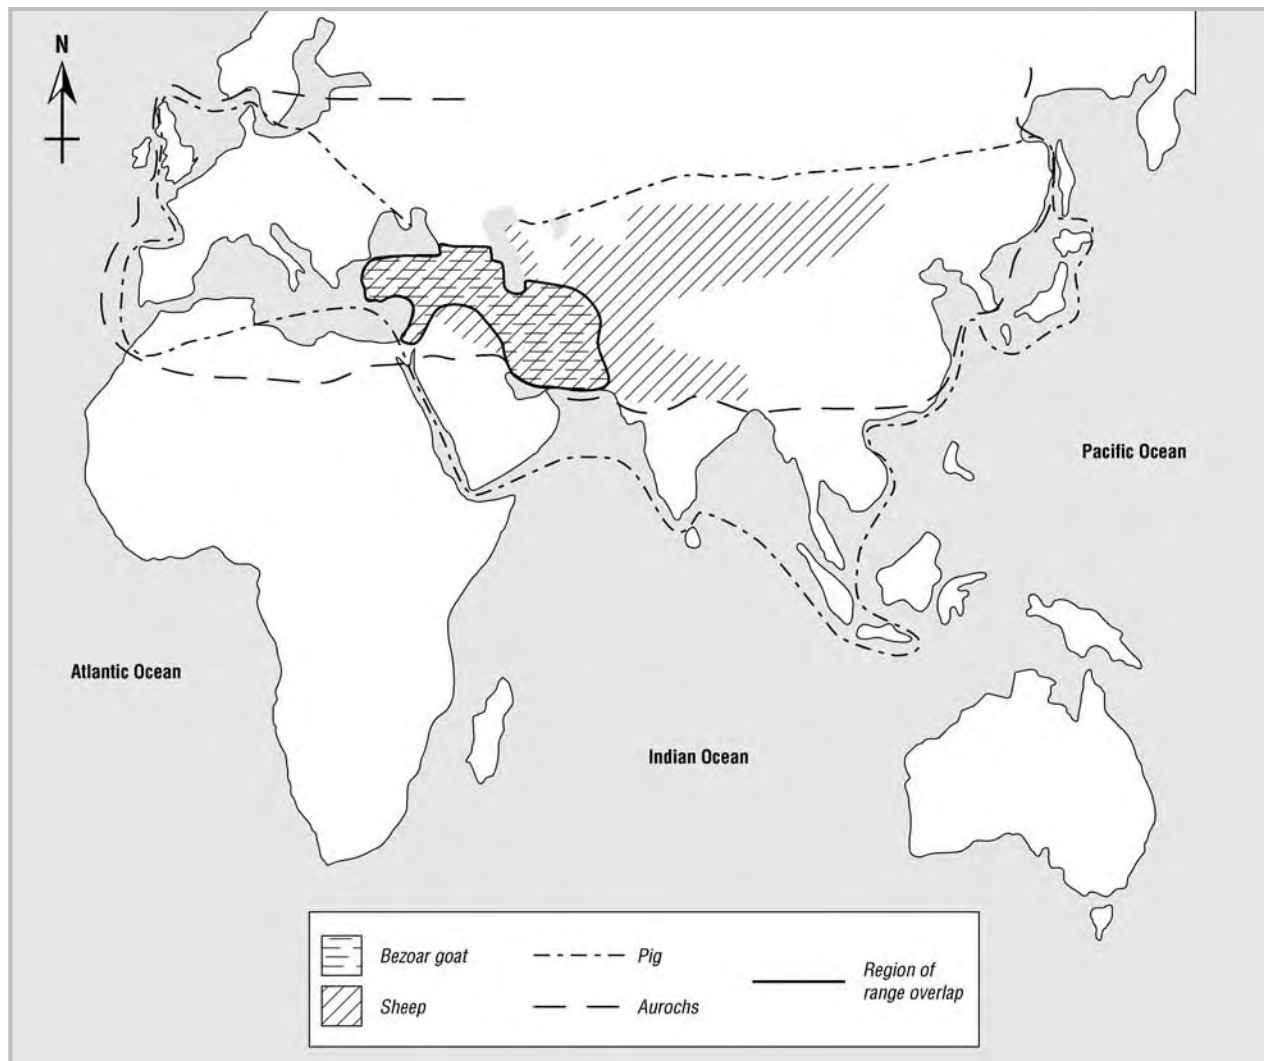 N
Pacific Ocean
Atlantic Ocean
Indian Ocean
Bezoar goat
Sheep
Pig
Aurochs
Region of
range overlap